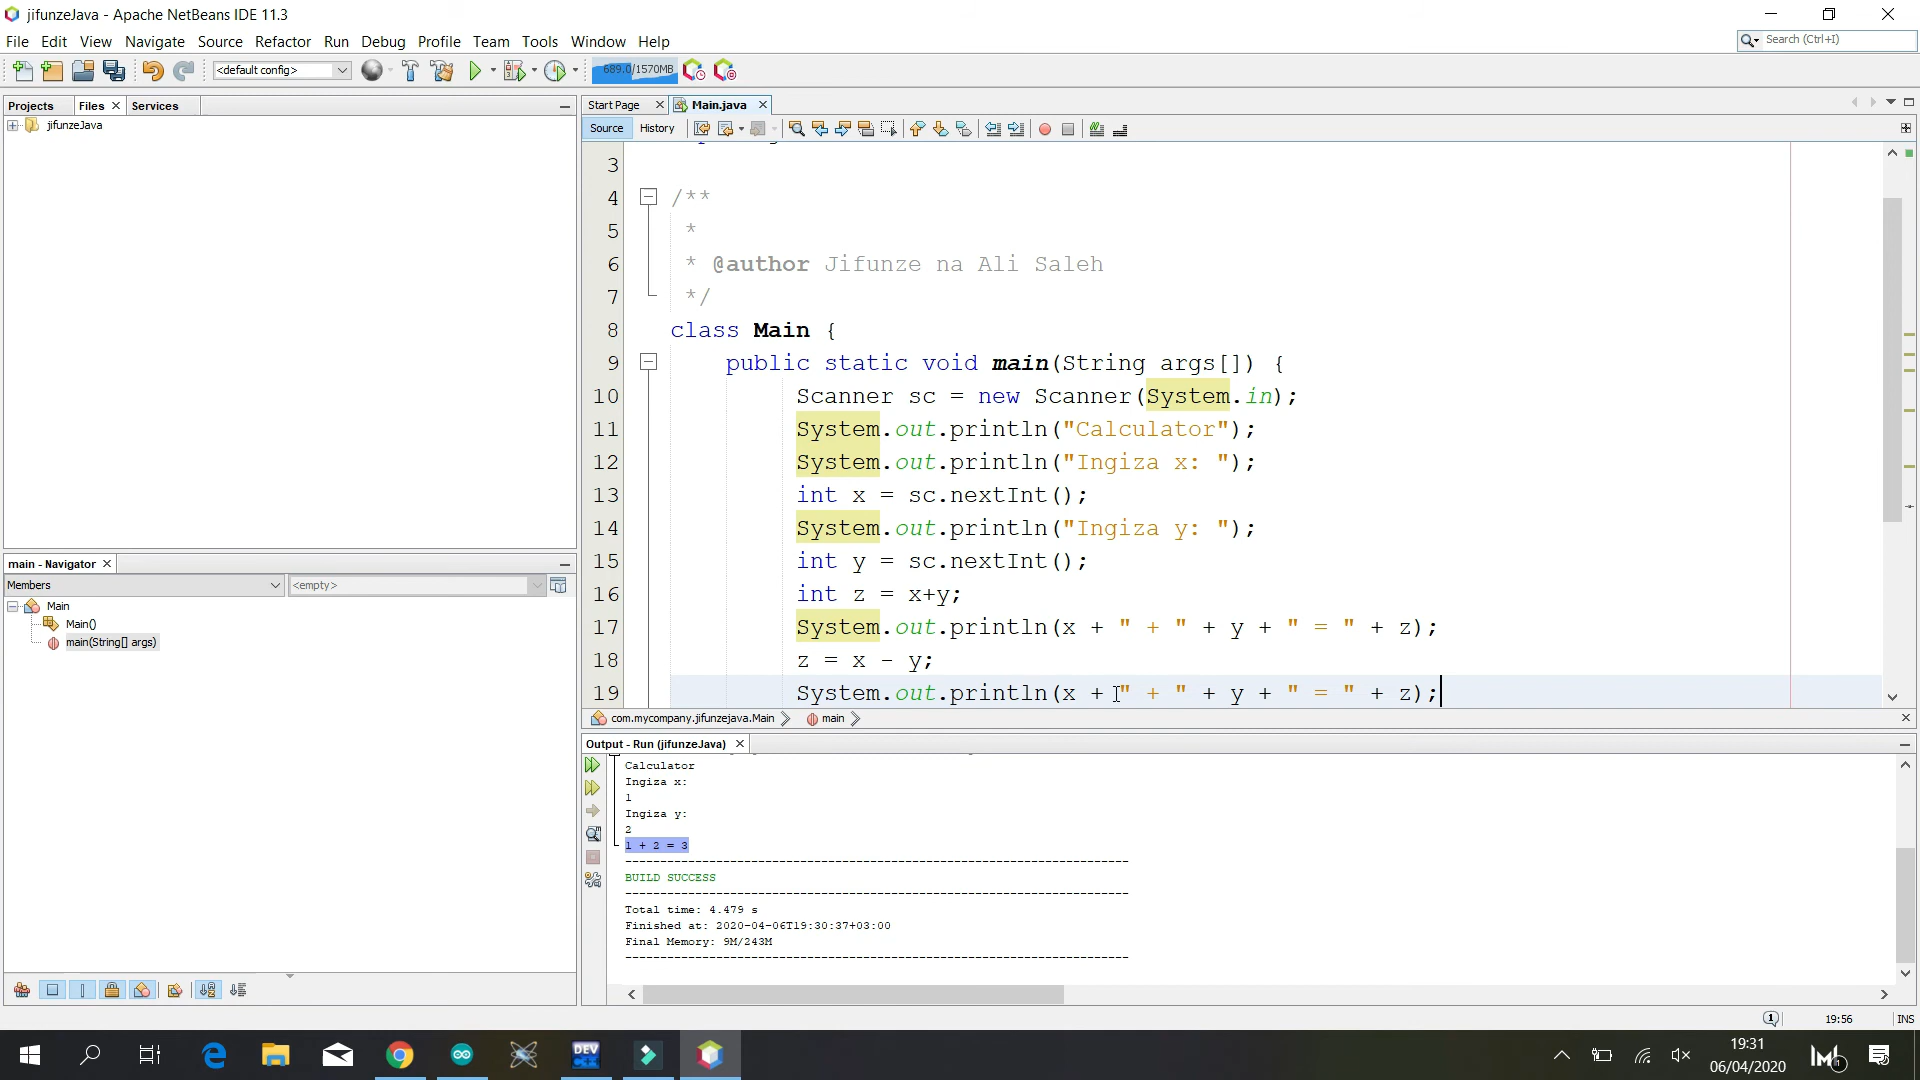 jifunzeJava - Apache NetBeans IDE 11.3
File Edit View Navigate Source Refactor Run Debug Profile Team Tools Window Help
Search (Ctrl+I)
<default config>
689.0/1570MB
Projects Files Services
Start Page Main.java
jifunzeJava
Source History
3
4 /**
5 *
6 * @author Jifunze na Ali Saleh
7 */
8 class Main {
9 public static void main(String args[]) {
10 Scanner sc = new Scanner(System.in);
11 System.out.println("Calculator");
12 System.out.println("Ingiza x: ");
13 int x = sc.nextInt();
14 System.out.println("Ingiza y: ");
15 int y = sc.nextInt();
16 int z = x+y;
17 System.out.println(x + " + " + y + " = " + z);
18 z = x - y;
19 System.out.println(x + " + " + y + " = " + z);
com.mycompany.jifunzejava.Main main
main - Navigator
Members
<empty>
Main
Main()
main(String[] args)
Output - Run (jifunzeJava)
Calculator
Ingiza x:
1
Ingiza y:
2
1 + 2 = 3
------------------------------------------------------------------------
BUILD SUCCESS
------------------------------------------------------------------------
Total time: 4.479 s
Finished at: 2020-04-06T19:30:37+03:00
Final Memory: 9M/243M
------------------------------------------------------------------------
1
19:56
INS
DEV
C++
19:31
06/04/2020
1